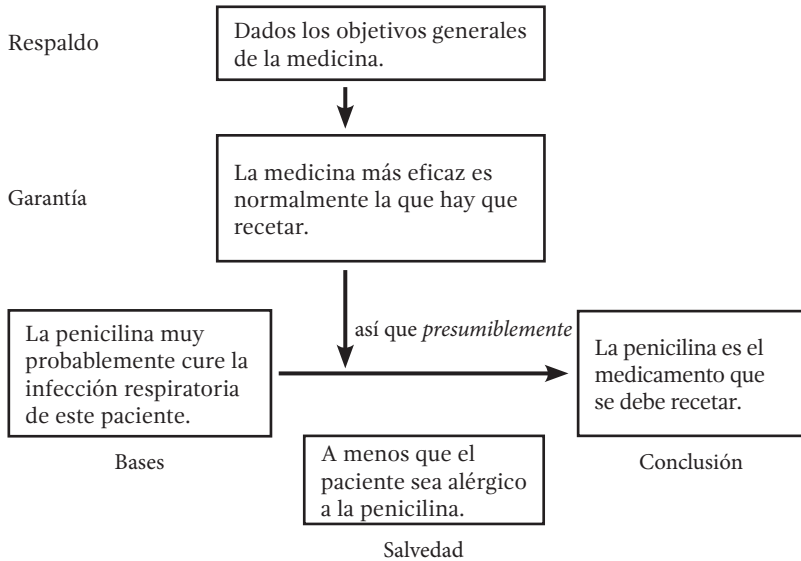 Respaldo
Dados los objetivos generales
de la medicina.
Garantía
La medicina más eficaz es
normalmente la que hay que
recetar.
La penicilina muy
probablemente cure la
infección respiratoria
de este paciente.
Bases
así que presumiblemente
La penicilina es el
medicamento que
se debe recetar.
Conclusión
A menos que el
paciente sea alérgico
a la penicilina.
Salvedad